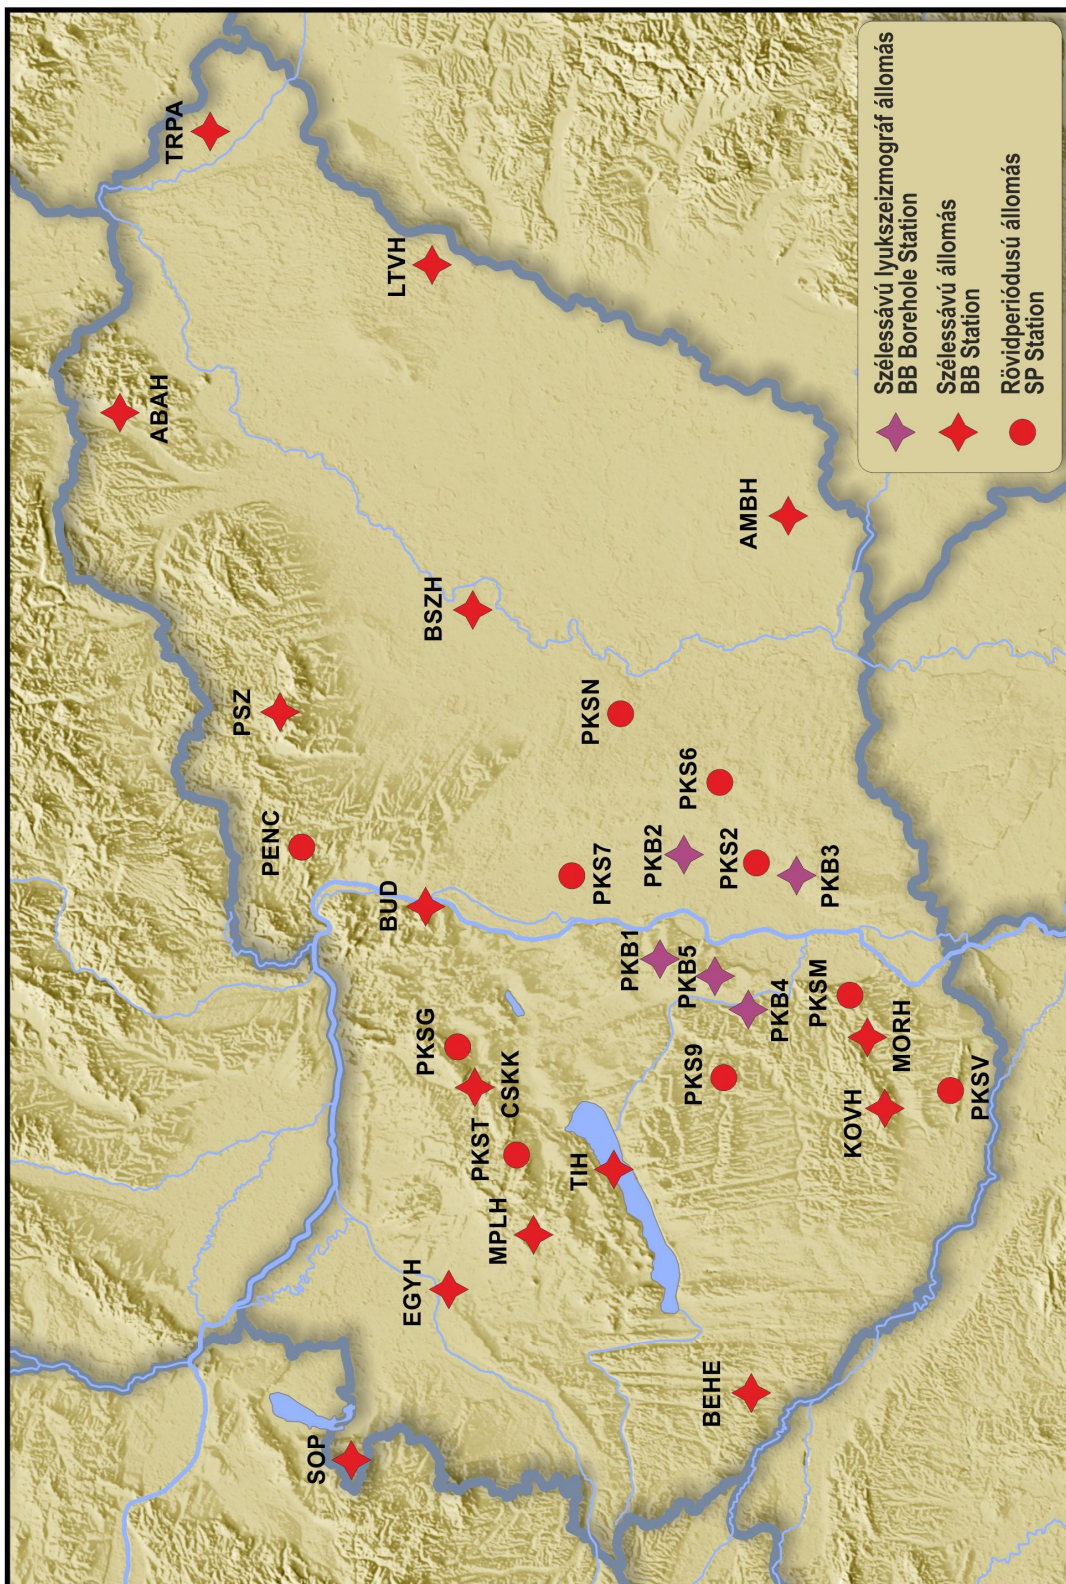 TRPA
ABAH
LTVH
PSZ
BSZH
AMBH
PENC
BUD
PKSN
PKS7
PKS6
PKB2
PKS2
PKB3
PKB1
PKB5
PKB4
PKSM
MORH
KOVH
PKSV
PKS9
PKSG
CSKK
PKST
TIH
MPLH
EGYH
SOP
BEHE
Szélessávú lyukszeizmográf állomás
BB Borehole Station
Szélessávú állomás
BB Station
Rövidperiódusú állomás
SP Station